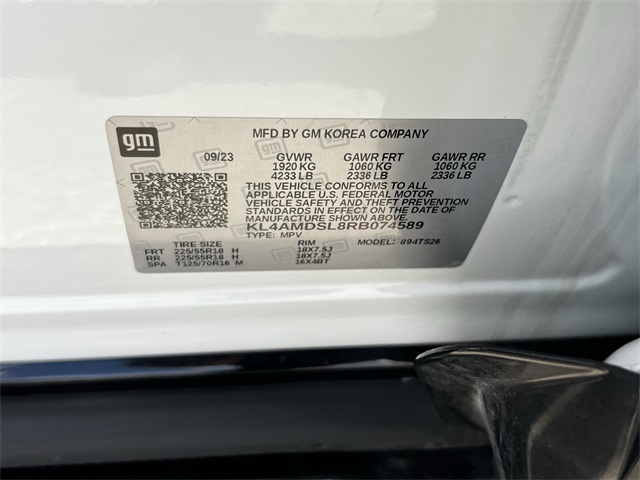 gm
MFD BY GM KOREA COMPANY
09/23 GVWR GAWR FRT GAWR RR
1920 KG 1060 KG 1060 KG
4233 LB 2336 LB 2336 LB
THIS VEHICLE CONFORMS TO ALL
APPLICABLE U.S. FEDERAL MOTOR
VEHICLE SAFETY AND THEFT PREVENTION
STANDARDS IN EFFECT ON THE DATE OF
MANUFACTURE SHOWN ABOVE.
KL4AMDSL8RB074589
TYPE: MPV MODEL: 894TS26
TIRE SIZE RIM
FRT 225/55R18 H 18X7.5J
RR 225/55R18 H 18X7.5J
SPA T125/70R16 M 16X4BT